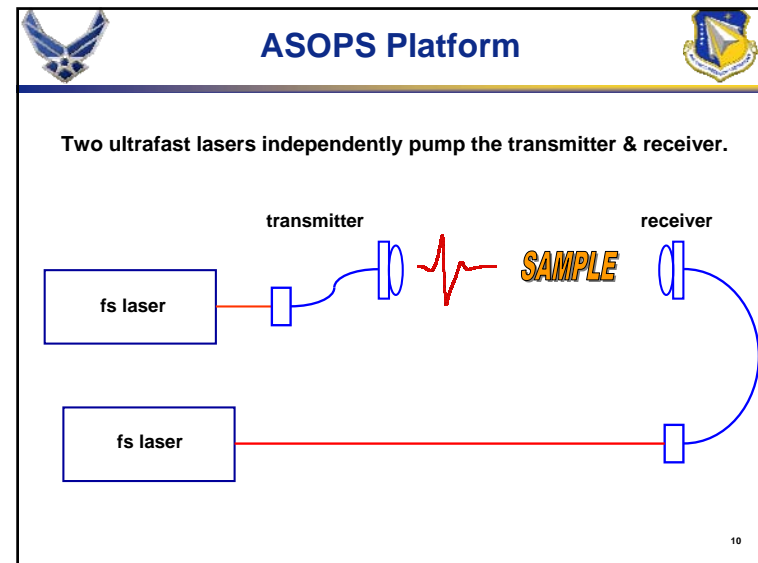 ASOPS Platform
Two ultrafast lasers independently pump the transmitter & receiver.
transmitter
receiver
SAMPLE
fs laser
fs laser
10